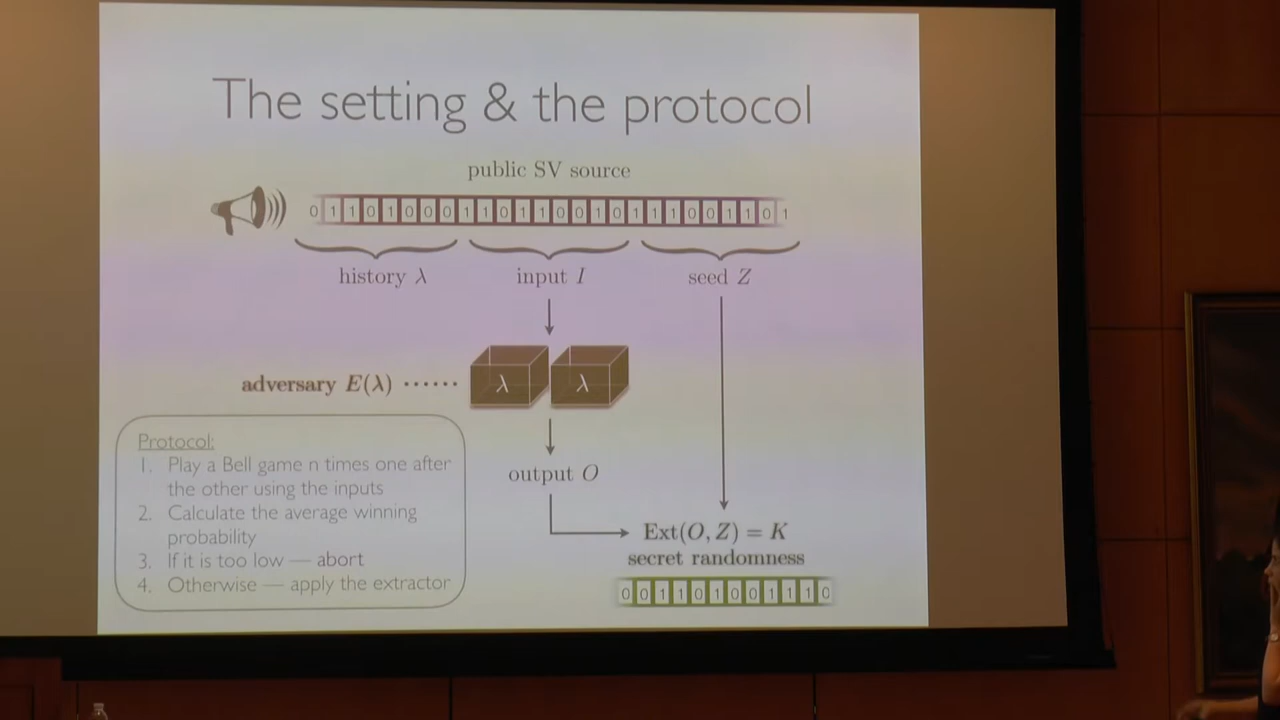 The setting & the protocol
public SV source
0 1 1 0 1 0 0 0 1 1 0 1 1 0 0 1 0 1 1 1 0 0 1 1 0 1
history λ
input I
seed Z
adversary E(λ)
λ
λ
output O
Protocol:
1. Play a Bell game n times one after
the other using the inputs
2. Calculate the average winning
probability
3. If it is too low — abort
4. Otherwise — apply the extractor
Ext(O, Z) = K
secret randomness
0 0 1 1 0 1 0 0 1 1 1 0